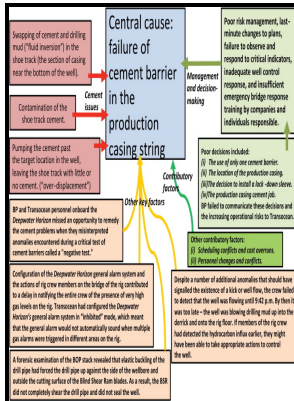 Swapping of cement and drilling
mud ("fluid inversion") in the
shoe track (the section of casing
near the bottom of the well).
Contamination of the
shoe track cement.
Pumping the cement past
the target location in the well,
leaving the shoe track with little or
no cement. ("over-displacement")
Cement
issues
Central cause:
failure of
cement barrier
in the
production
casing string
Management
and decision-
making
Poor risk management, last-
minute changes to plans,
failure to observe and
respond to critical indicators,
inadequate well control
response, and insufficient
emergency bridge response
training by companies and
individuals responsible.
Poor decisions included:
(i) The use of only one cement barrier.
(ii) The location of the production casing.
(iii)The decision to install a lock -down sleeve.
(iv)The production casing cement job.
BP failed to communicate these decisions and
the increasing operational risks to Transocean.
Contributory
factors
Other key factors
Other contributory factors:
(i) Scheduling conflicts and cost overruns.
(ii) Personnel changes and conflicts.
BP and Transocean personnel onboard the
Deepwater Horizon missed an opportunity to remedy
the cement problems when they misinterpreted
anomalies encountered during a critical test of
cement barriers called a "negative test."
Configuration of the Deepwater Horizon general alarm system and
the actions of rig crew members on the bridge of the rig contributed
to a delay in notifying the entire crew of the presence of very high
gas levels on the rig. Transocean had configured the Deepwater
Horizon's general alarm system in "inhibited" mode, which meant
that the general alarm would not automatically sound when multiple
gas alarms were triggered in different areas on the rig.
Despite a number of additional anomalies that should have
signalled the existence of a kick or well flow, the crew failed
to detect that the well was flowing until 9:42 p.m. By then it
was too late – the well was blowing drilling mud up into the
derrick and onto the rig floor. If members of the rig crew
had detected the hydrocarbon influx earlier, they might
have been able to take appropriate actions to control
the well.
A forensic examination of the BOP stack revealed that elastic buckling of the
drill pipe had forced the drill pipe up against the side of the wellbore and
outside the cutting surface of the Blind Shear Ram blades. As a result, the BSR
did not completely shear the drill pipe and did not seal the well.